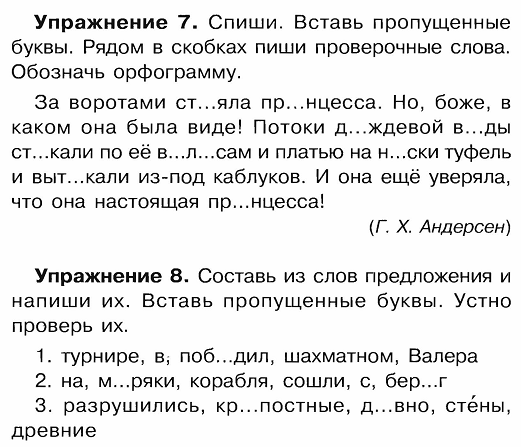 Упражнение 7. Спиши. Вставь пропущенные
буквы. Рядом в скобках пиши проверочные слова.
Обозначь орфограмму.
За воротами ст...яла пр...нцесса. Но, боже, в
каком она была виде! Потоки д...ждевой в...ды
ст...кали по её в...л...сам и платью на н...ски туфель
и выт...кали из-под каблуков. И она ещё уверяла,
что она настоящая пр...нцесса!
(Г. Х. Андерсен)
Упражнение 8. Составь из слов предложения и
напиши их. Вставь пропущенные буквы. Устно
проверь их.
1. турнире, в, поб...дил, шахматном, Валера
2. на, м...ряки, корабля, сошли, с, бер...г
3. разрушились, кр...постные, д...вно, сте́ны,
древние